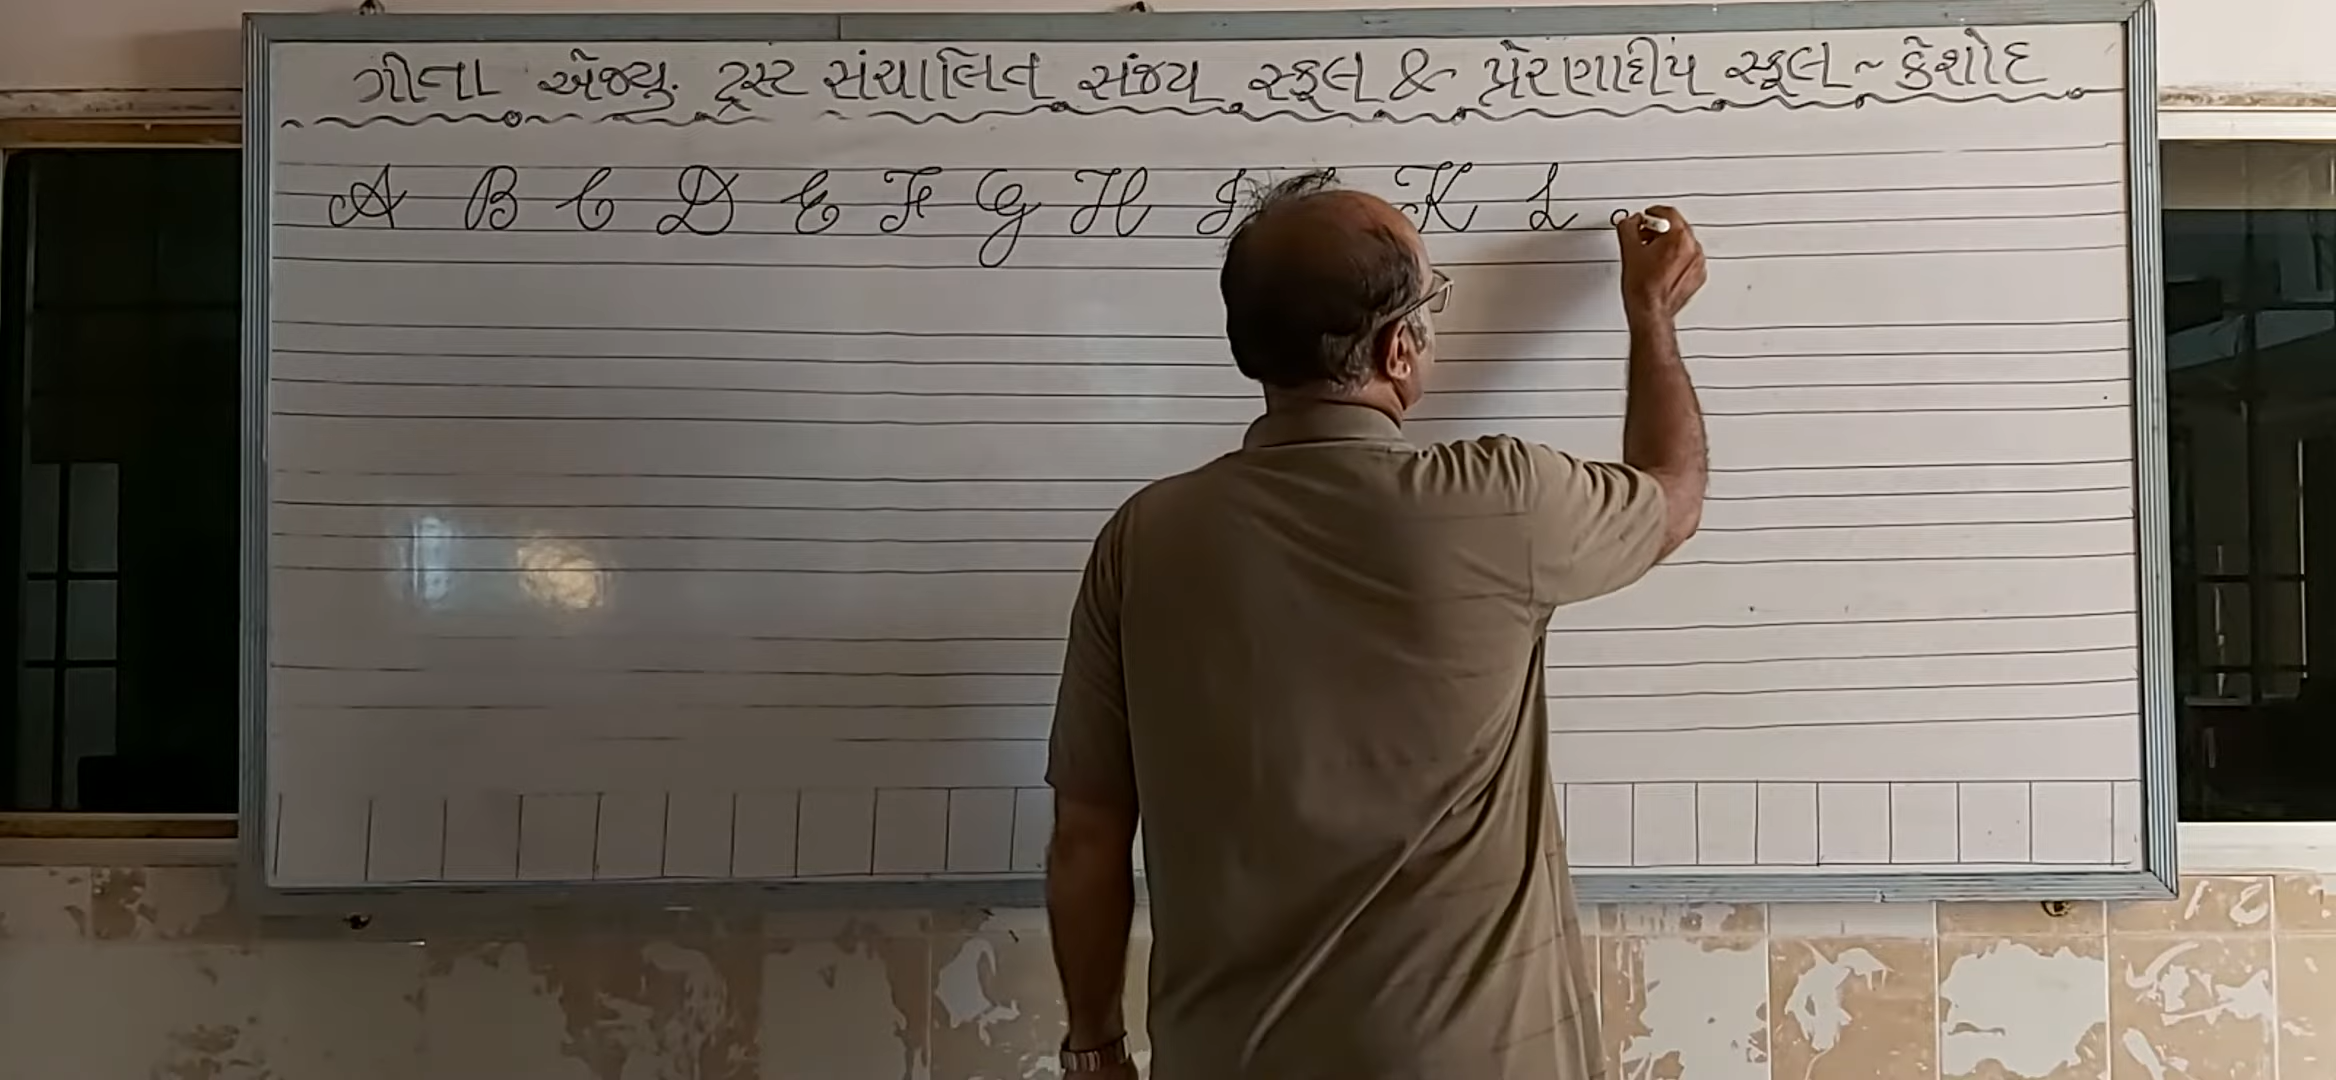 ગીતા એજ્યુ. ટ્રસ્ટ સંચાલિત સંજય સ્કૂલ & પ્રેરણાદીપ સ્કૂલ ~ કેશોદ
A B C D E F G H I K L